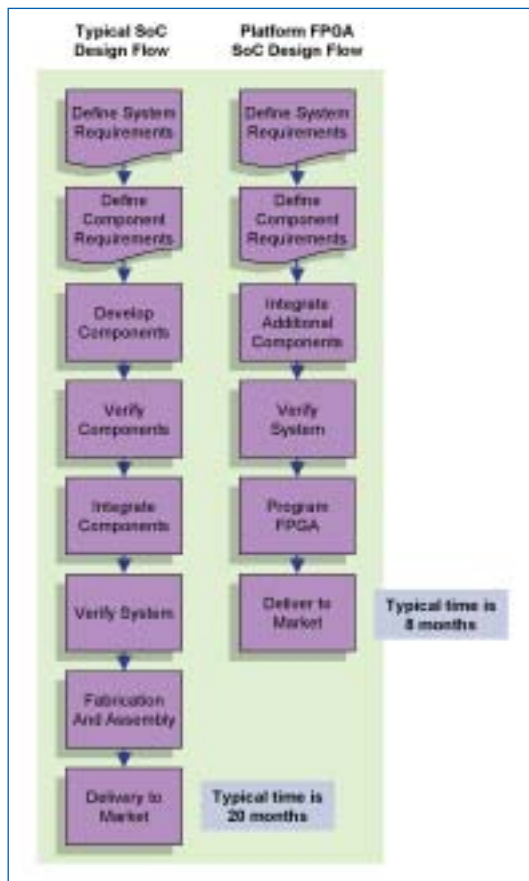 Typical SoC
Design Flow
Define System
Requirements
Define
Component
Requirements
Develop
Components
Verify
Components
Integrate
Components
Verify System
Fabrication
And Assembly
Delivery to
Market
Typical time is
20 months
Platform FPGA
SoC Design Flow
Define System
Requirements
Define
Component
Requirements
Integrate
Additional
Components
Verify
System
Program
FPGA
Deliver to
Market
Typical time is
8 months